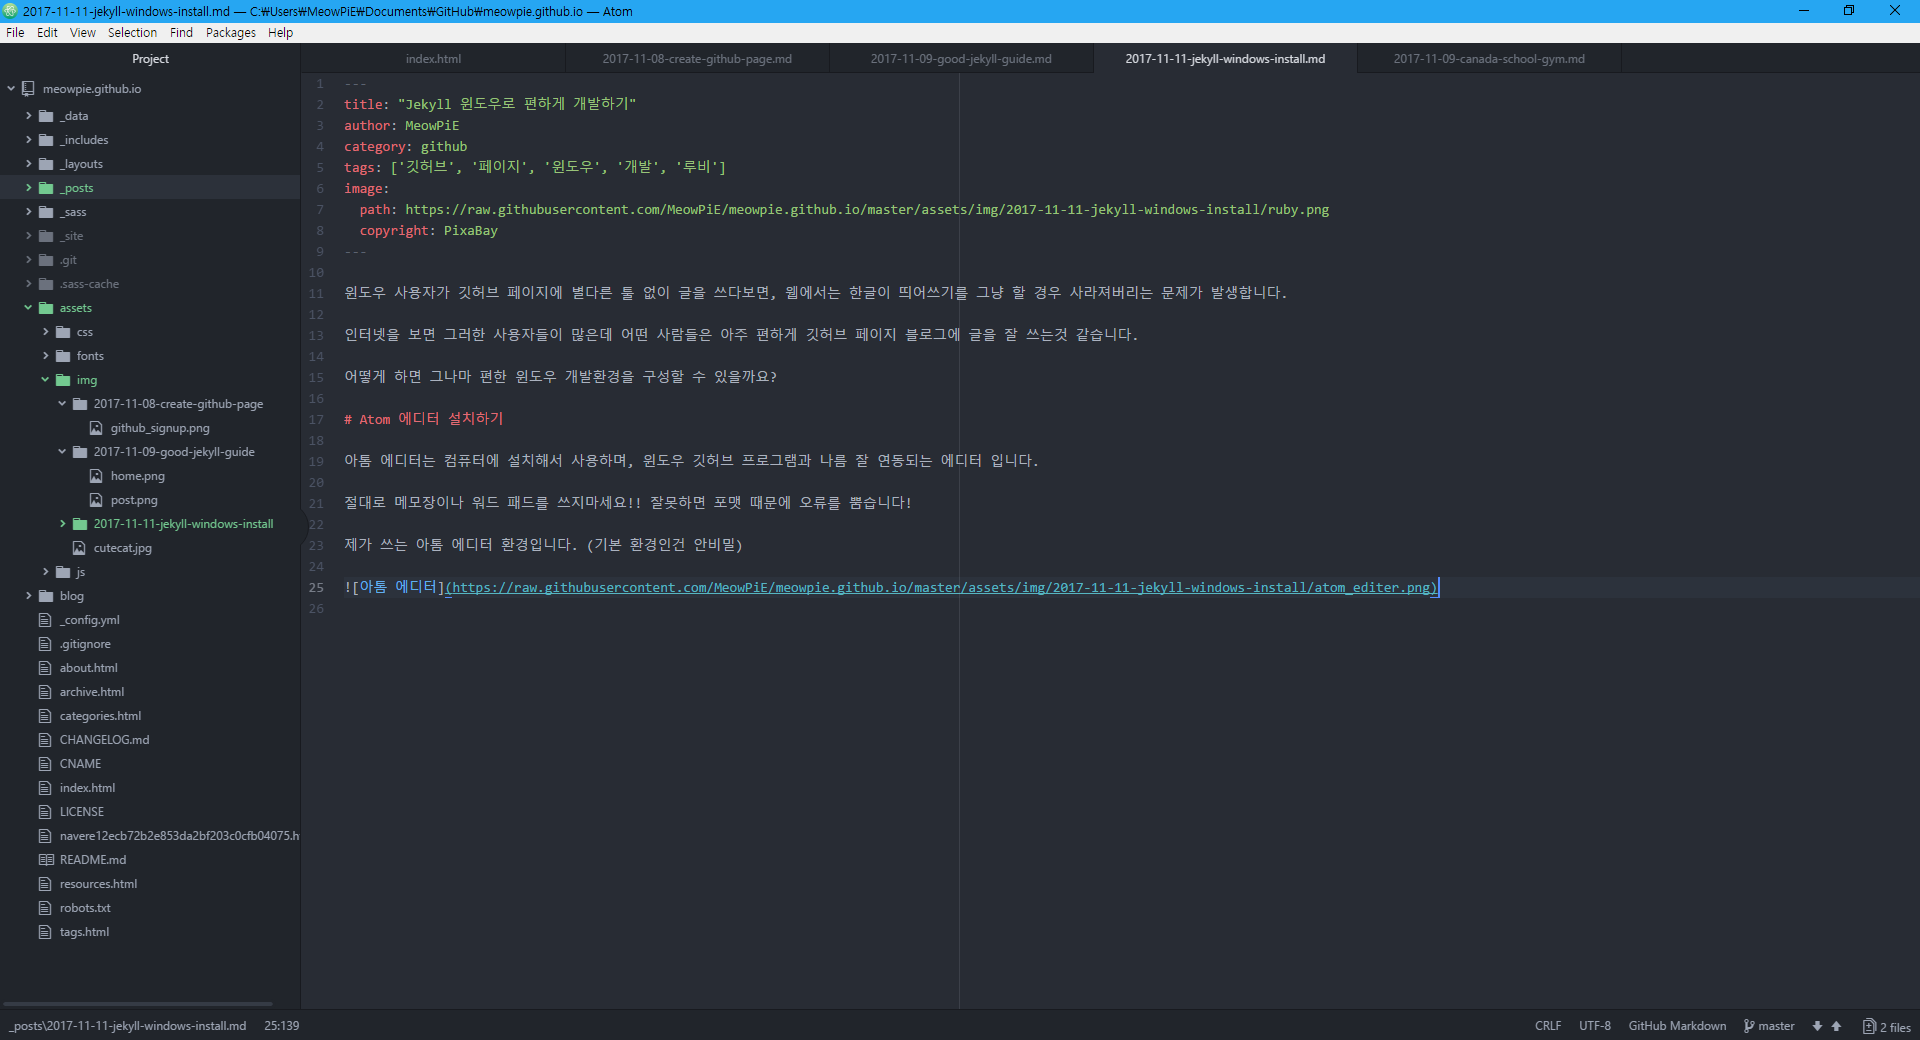 2017-11-11-jekyll-windows-install.md — C:₩Users₩MeowPiE₩Documents₩GitHub₩meowpie.github.io — Atom
File Edit View Selection Find Packages Help
Project
meowpie.github.io
_data
_includes
_layouts
_posts
_sass
_site
.git
.sass-cache
assets
css
fonts
img
2017-11-08-create-github-page
github_signup.png
2017-11-09-good-jekyll-guide
home.png
post.png
2017-11-11-jekyll-windows-install
cutecat.jpg
js
blog
_config.yml
.gitignore
about.html
archive.html
categories.html
CHANGELOG.md
CNAME
index.html
LICENSE
navere12ecb72b2e853da2bf203c0cfb04075.h
README.md
resources.html
robots.txt
tags.html
index.html 2017-11-08-create-github-page.md 2017-11-09-good-jekyll-guide.md 2017-11-11-jekyll-windows-install.md 2017-11-09-canada-school-gym.md
1 ---
2 title: "Jekyll 윈도우로 편하게 개발하기"
3 author: MeowPiE
4 category: github
5 tags: ['깃허브', '페이지', '윈도우', '개발', '루비']
6 image:
7 path: https://raw.githubusercontent.com/MeowPiE/meowpie.github.io/master/assets/img/2017-11-11-jekyll-windows-install/ruby.png
8 copyright: PixaBay
9 ---
10
11 윈도우 사용자가 깃허브 페이지에 별다른 툴 없이 글을 쓰다보면, 웹에서는 한글이 띄어쓰기를 그냥 할 경우 사라져버리는 문제가 발생합니다.
12
13 인터넷을 보면 그러한 사용자들이 많은데 어떤 사람들은 아주 편하게 깃허브 페이지 블로그에 글을 잘 쓰는것 같습니다.
14
15 어떻게 하면 그나마 편한 윈도우 개발환경을 구성할 수 있을까요?
16
17 # Atom 에디터 설치하기
18
19 아톰 에디터는 컴퓨터에 설치해서 사용하며, 윈도우 깃허브 프로그램과 나름 잘 연동되는 에디터 입니다.
20
21 절대로 메모장이나 워드 패드를 쓰지마세요!! 잘못하면 포맷 때문에 오류를 뿜습니다!
22
23 제가 쓰는 아톰 에디터 환경입니다. (기본 환경인건 안비밀)
24
25 ![아톰 에디터](https://raw.githubusercontent.com/MeowPiE/meowpie.github.io/master/assets/img/2017-11-11-jekyll-windows-install/atom_editer.png)
26
_posts\2017-11-11-jekyll-windows-install.md 25:139 CRLF UTF-8 GitHub Markdown master 2 files